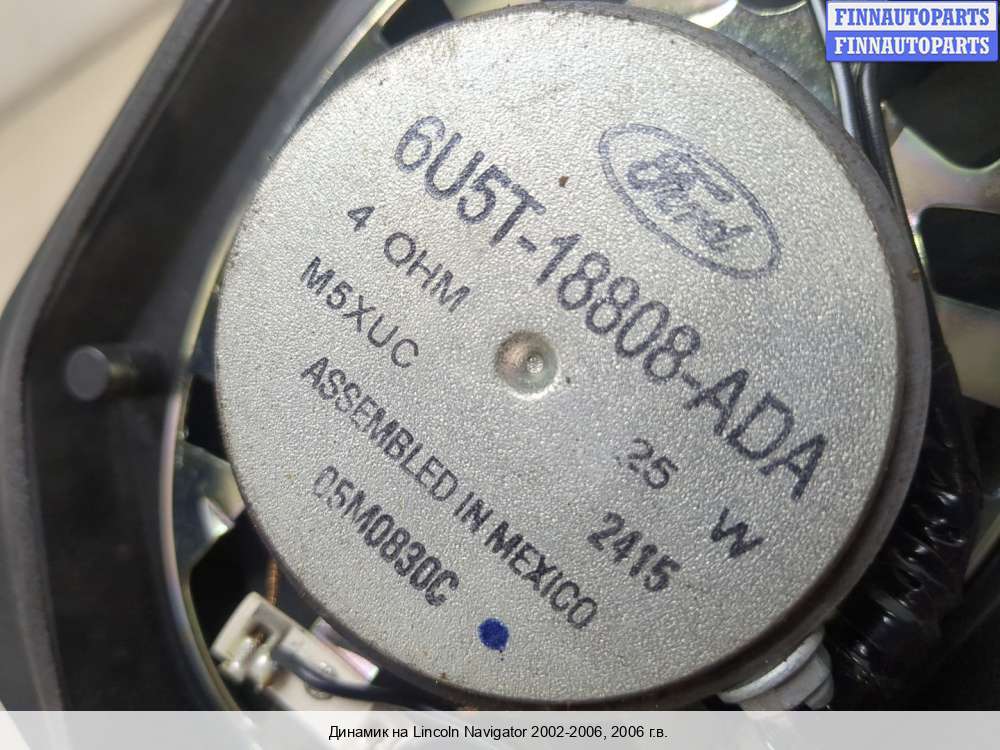 FINNAUTOPARTS
FINNAUTOPARTS
Ford
6U5T-18808-ADA
4 OHM 25 W
M5XUC 2415
ASSEMBLED IN MEXICO
05M0830C
Динамик на Lincoln Navigator 2002-2006, 2006 г.в.